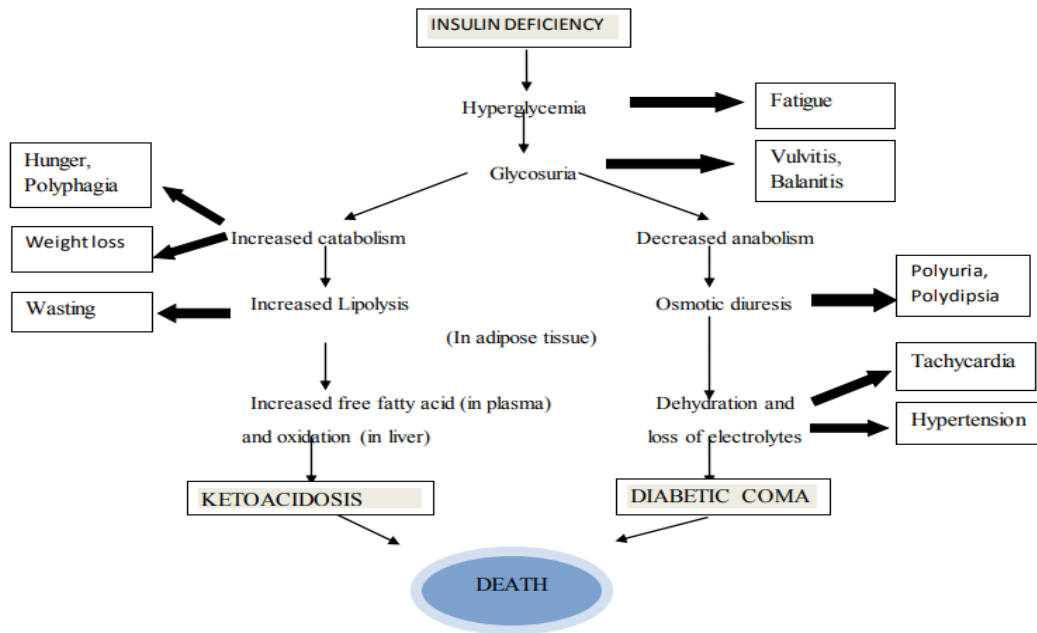 INSULIN DEFICIENCY
Hyperglycemia
Fatigue
Glycosuria
Vulvitis,
Balanitis
Hunger,
Polyphagia
Weight loss
Increased catabolism
Decreased anabolism
Wasting
Increased Lipolysis
Osmotic diuresis
Polyuria,
Polydipsia
(In adipose tissue)
Tachycardia
Increased free fatty acid (in plasma)
and oxidation (in liver)
Dehydration and
loss of electrolytes
Hypertension
KETOACIDOSIS
DIABETIC COMA
DEATH